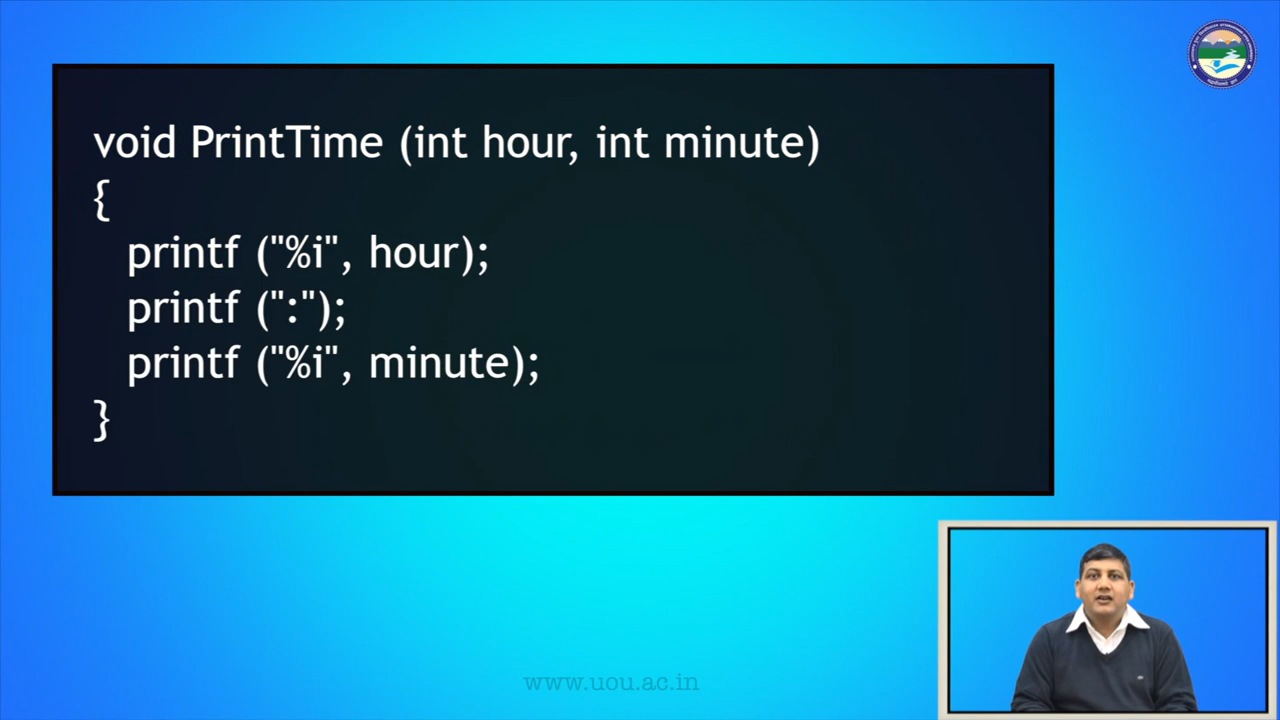 void PrintTime (int hour, int minute)
{
printf ("%i", hour);
printf (":");
printf ("%i", minute);
}
www.uou.ac.in